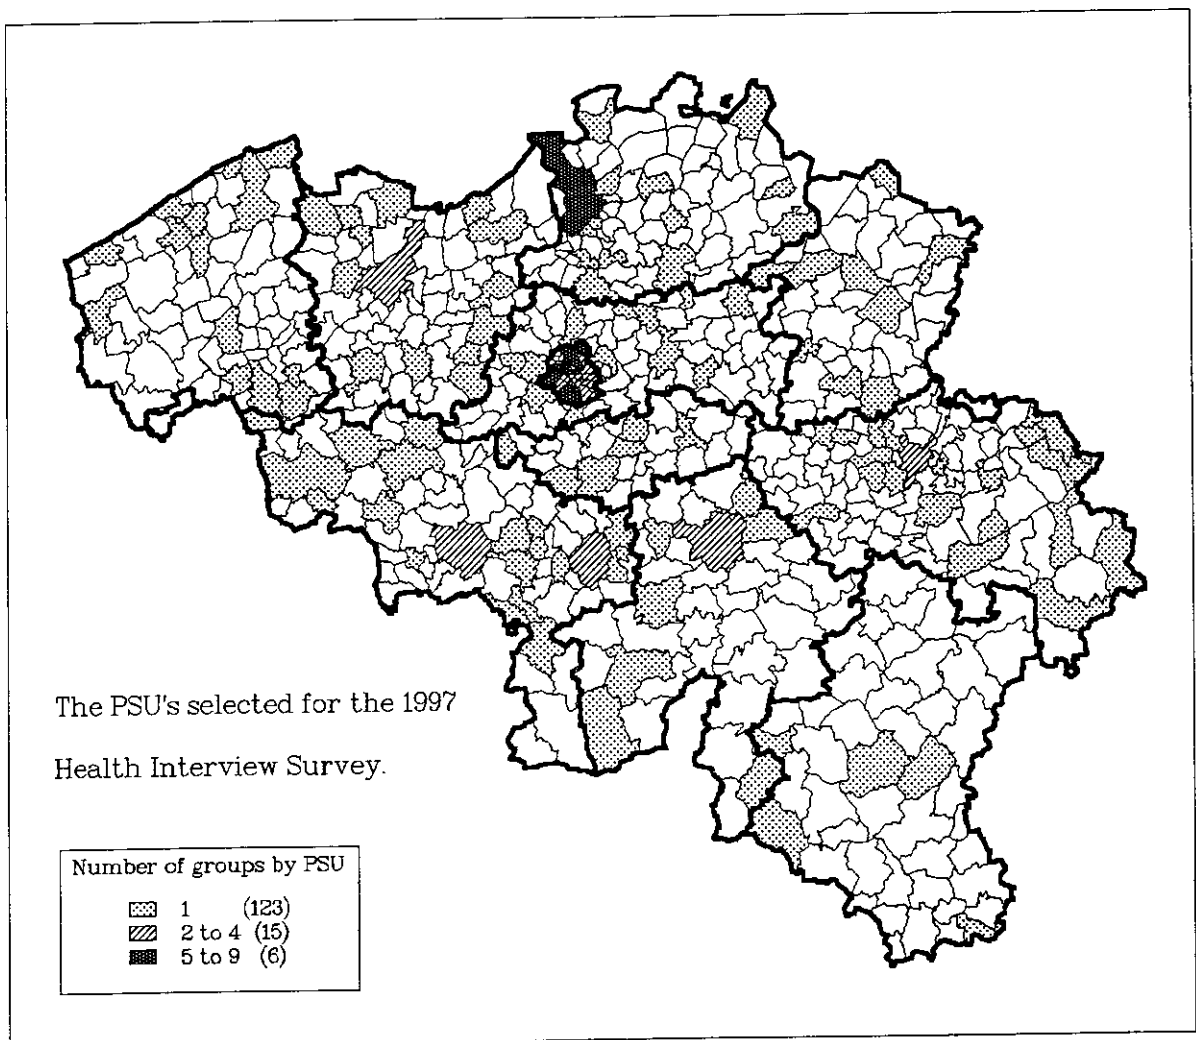 The PSU's selected for the 1997
Health Interview Survey.
Number of groups by PSU
1 (123)
2 to 4 (15)
5 to 9 (6)